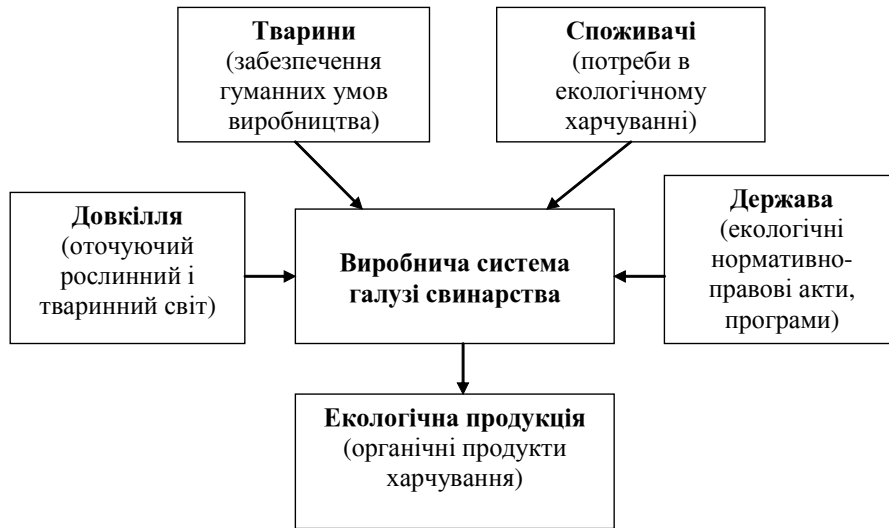 Тварини
(забезпечення
гуманних умов
виробництва)
Споживачі
(потреби в
екологічному
харчуванні)
Довкілля
(оточуючий
рослинний і
тваринний світ)
Виробнича система
галузі свинарства
Держава
(екологічні
нормативно-
правові акти,
програми)
Екологічна продукція
(органічні продукти
харчування)